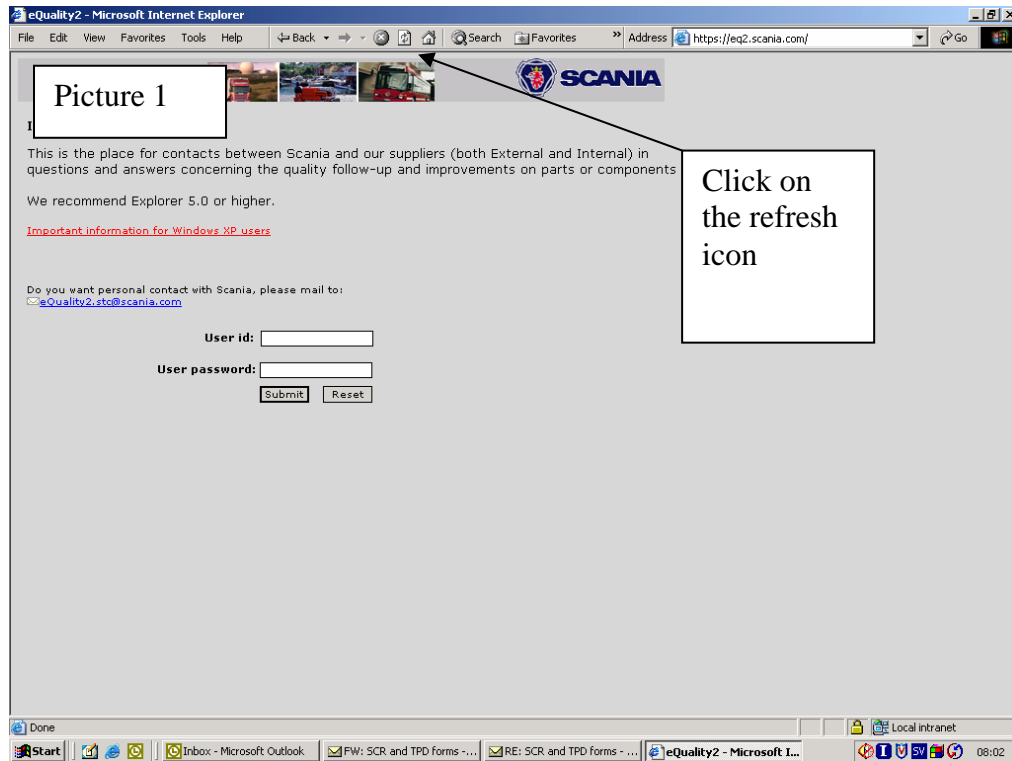 eQuality2 - Microsoft Internet Explorer
File Edit View Favorites Tools Help Back Search Favorites » Address https://eq2.scania.com/ Go
SCANIA
Picture 1
This is the place for contacts between Scania and our suppliers (both External and Internal) in
questions and answers concerning the quality follow-up and improvements on parts or components
We recommend Explorer 5.0 or higher.
Important information for Windows XP users
Click on
the refresh
icon
Do you want personal contact with Scania, please mail to:
eQuality2.stc@scania.com
User id:
User password:
Submit Reset
Done Local intranet
Start Inbox - Microsoft Outlook FW: SCR and TPD forms -... RE: SCR and TPD forms - ... eQuality2 - Microsoft I... SV 08:02